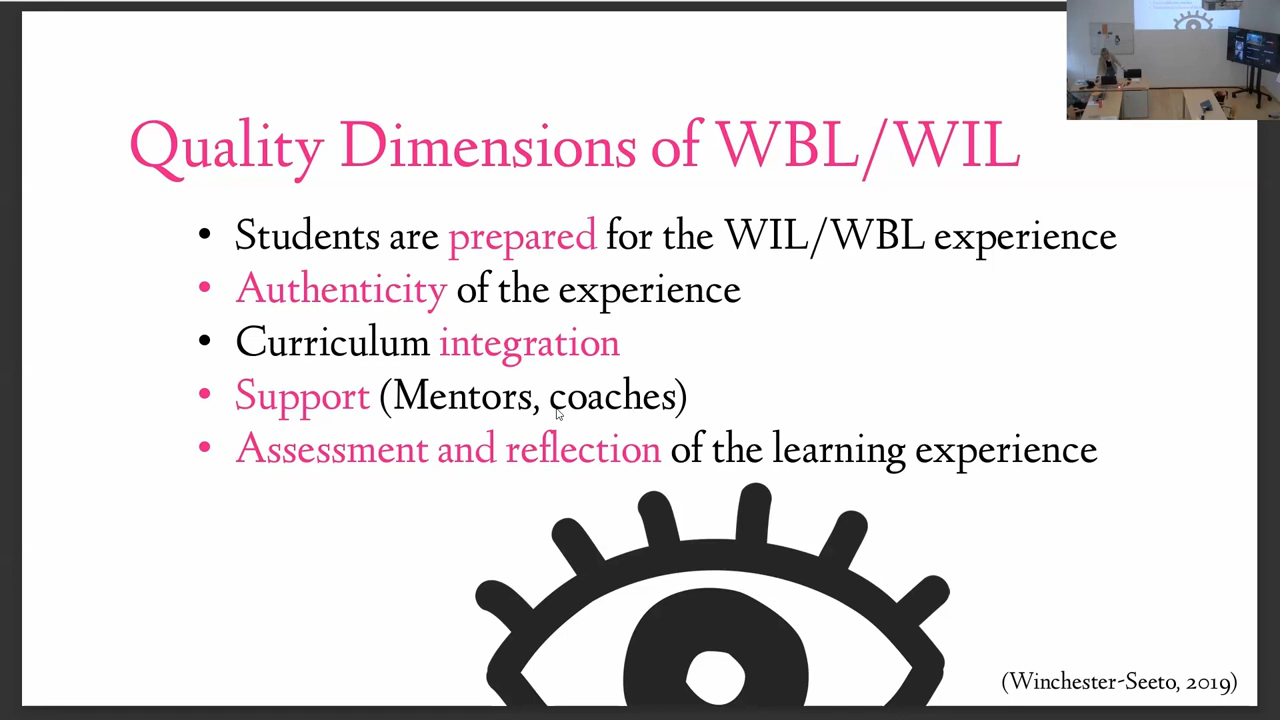 Quality Dimensions of WBL/WIL
• Students are prepared for the WIL/WBL experience
• Authenticity of the experience
• Curriculum integration
• Support (Mentors, coaches)
• Assessment and reflection of the learning experience
(Winchester-Seeto, 2019)